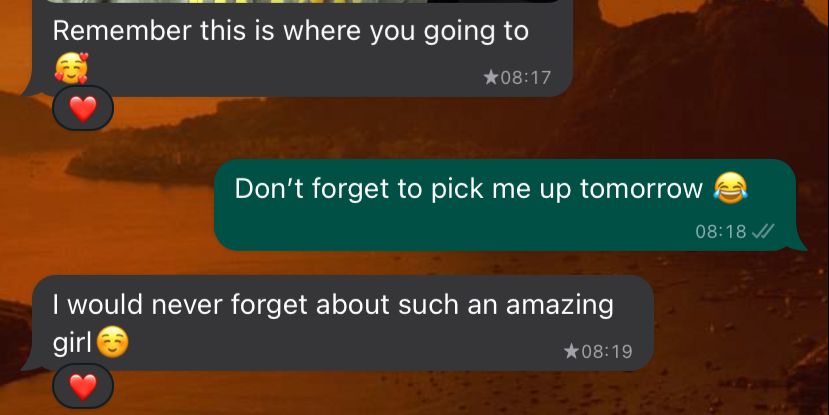 Remember this is where you going to
🥰
★08:17
❤️
Don’t forget to pick me up tomorrow 😂
08:18
I would never forget about such an amazing
girl☺️
★08:19
❤️